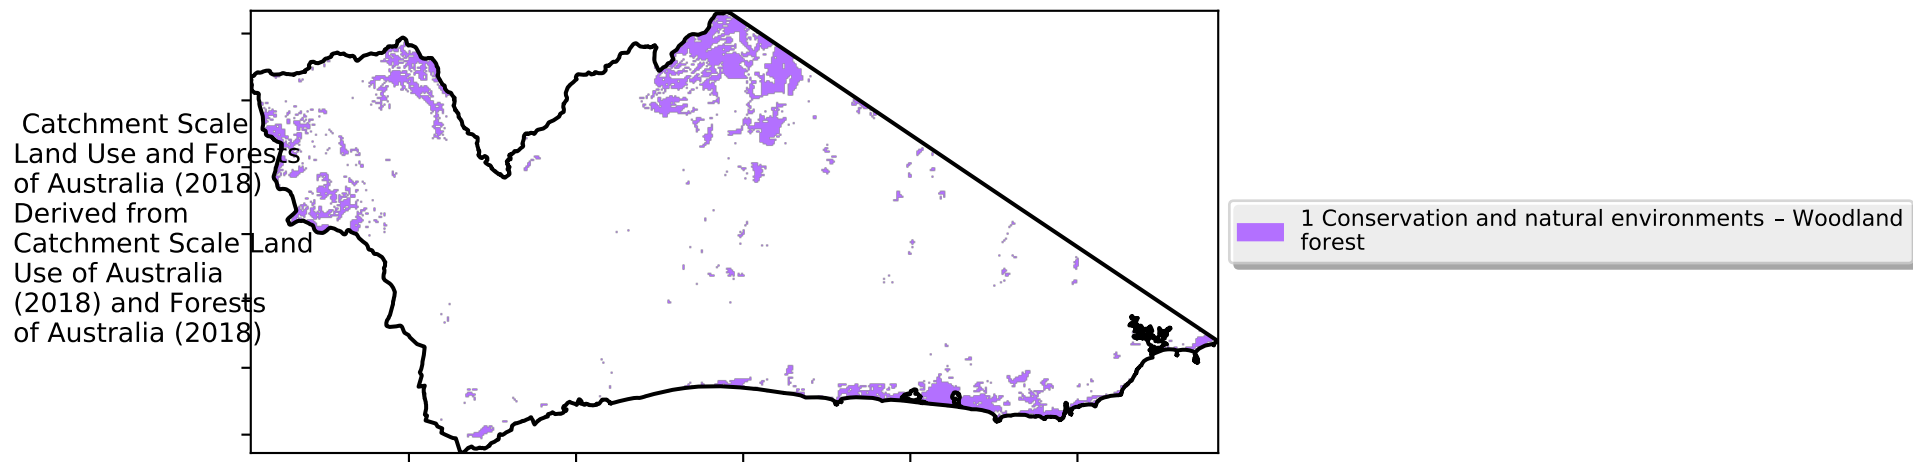 Catchment Scale
Land Use and Forests
of Australia (2018)
Derived from
Catchment Scale Land
Use of Australia
(2018) and Forests
of Australia (2018)
1 Conservation and natural environments – Woodland
forest